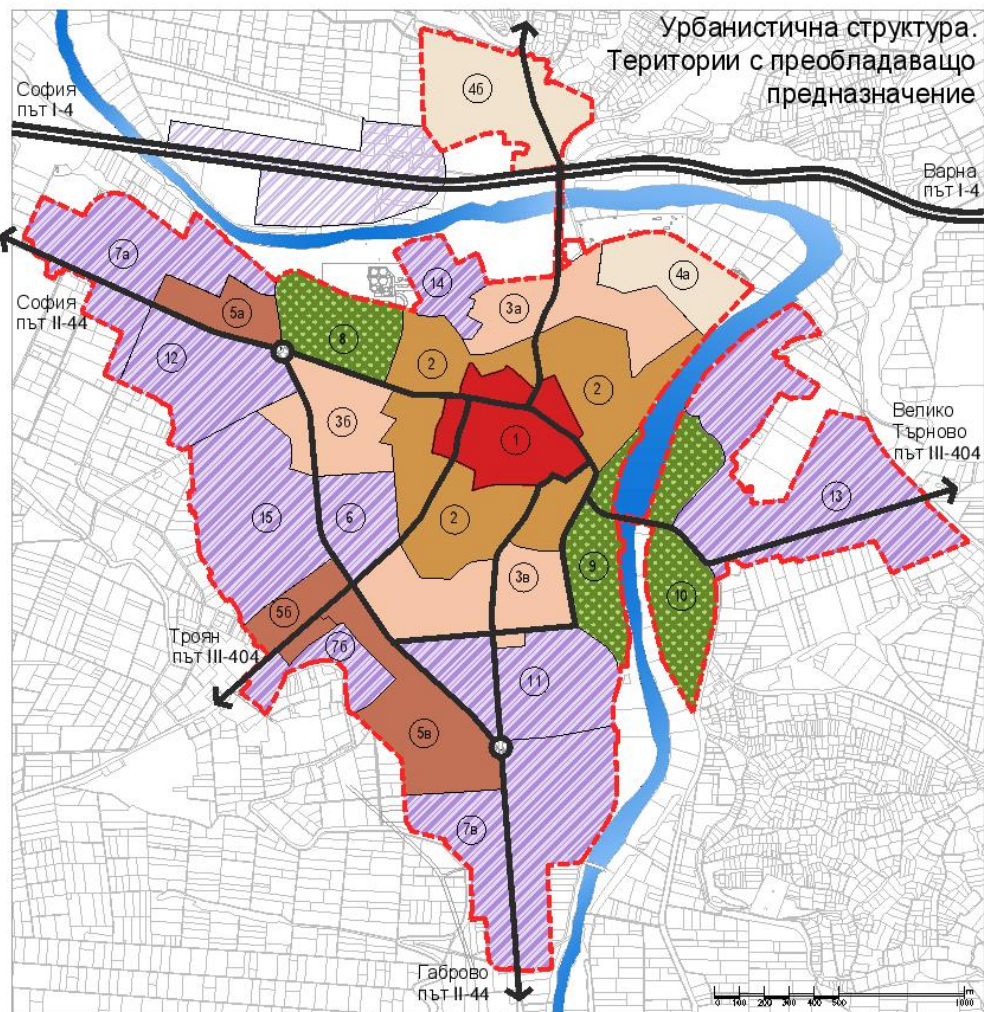 Урбанистична структура.
Територии с преобладаващо
предназначение
София
път I-4
4б
Варна
път I-4
7а
14
4а
3а
София
път II-44
5а
8
12
2
2
3б
1
Велико
Търново
път III-404
13
15
6
2
9
3в
10
5б
Троян
път III-404
7б
11
5в
7в
Габрово
път II-44
0 100 200 300 400 500 1000
m